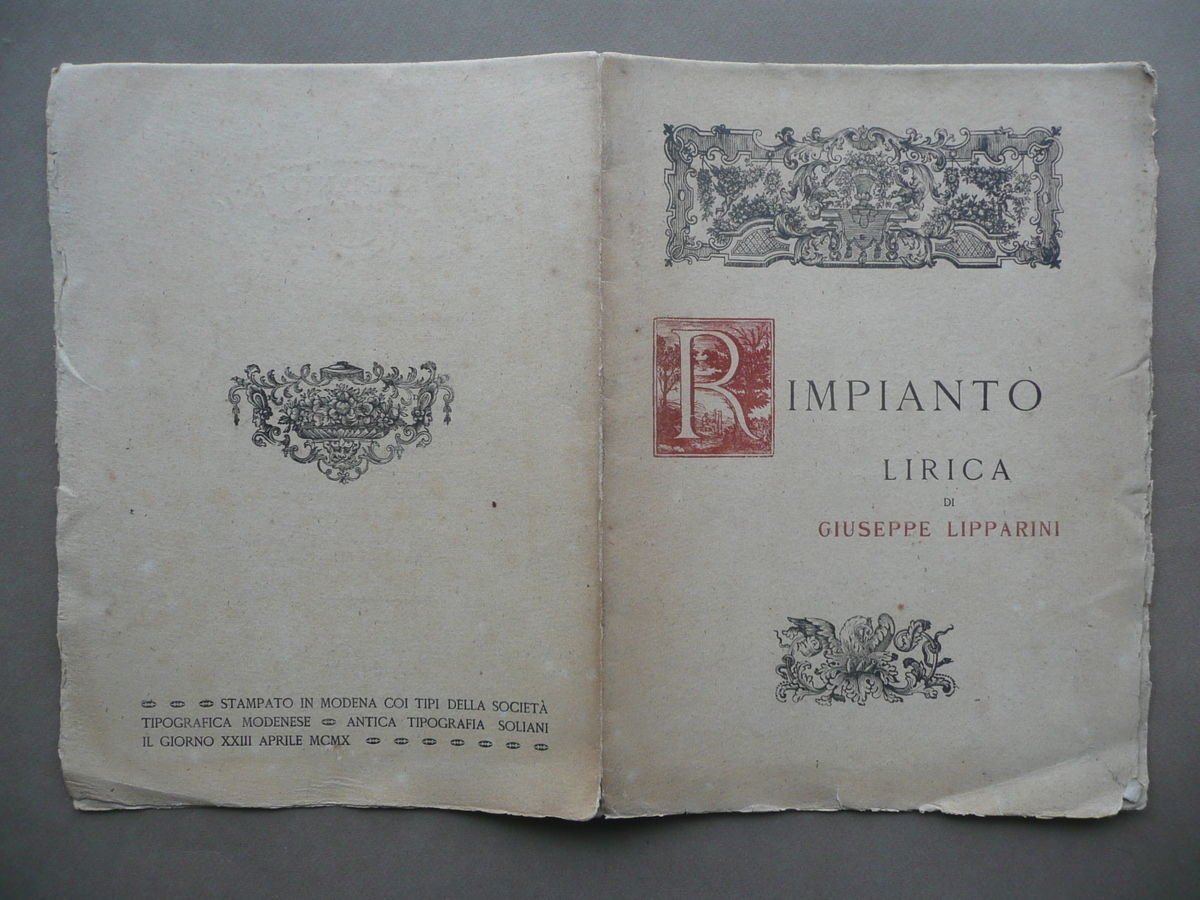 STAMPATO IN MODENA COI TIPI DELLA SOCIETÀ
TIPOGRAFICA MODENESE ANTICA TIPOGRAFIA SOLIANI
IL GIORNO XXIII APRILE MCMX
RIMPIANTO
LIRICA
DI
GIUSEPPE LIPPARINI